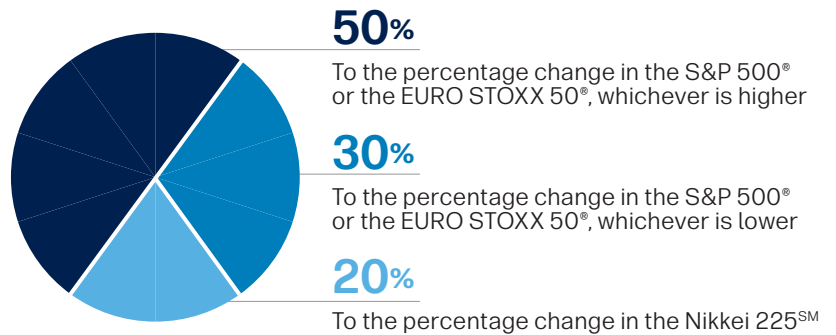 50%
To the percentage change in the S&P 500®
or the EURO STOXX 50®, whichever is higher
30%
To the percentage change in the S&P 500®
or the EURO STOXX 50®, whichever is lower
20%
To the percentage change in the Nikkei 225SM